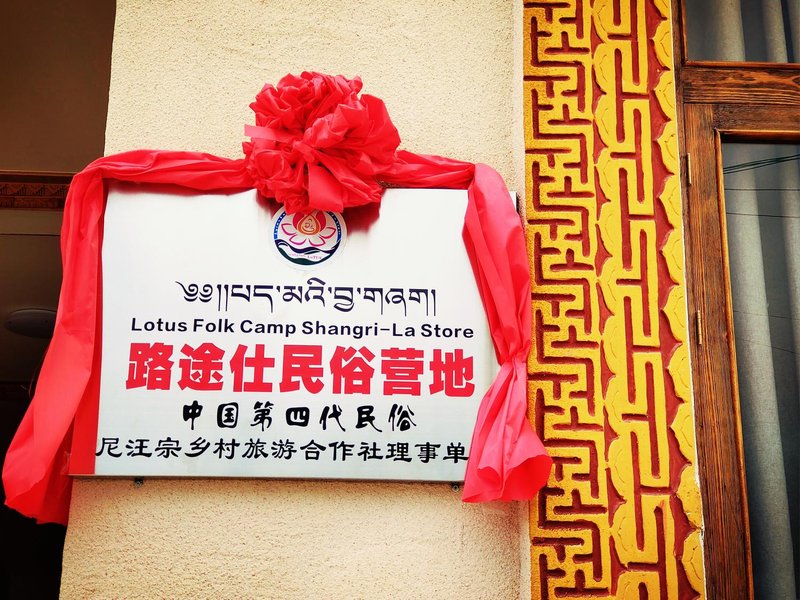 ༄༅།།པད་མའི་བྱ་གཞག།
Lotus Folk Camp Shangri-La Store
路途仕民俗营地
中国第四代民俗
尼汪宗乡村旅游合作社理事单